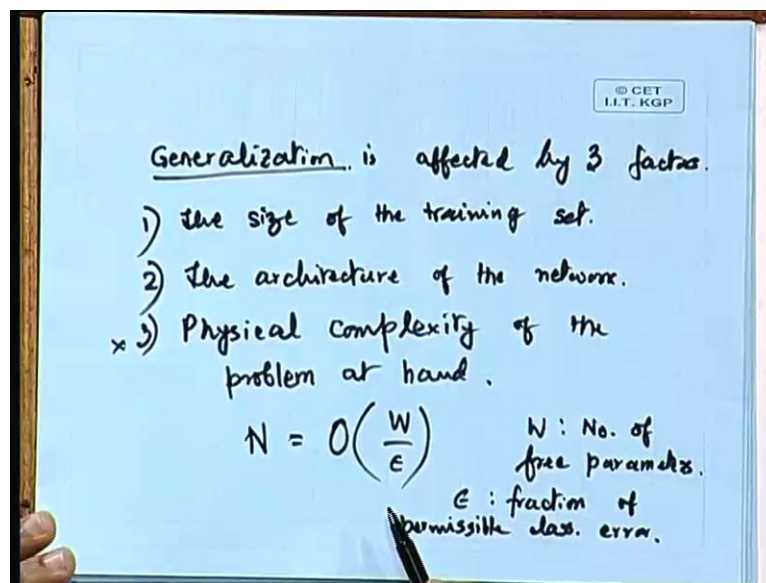 © CET
I.I.T. KGP
Generalization is affected by 3 factors.
1) The size of the training set.
2) The architecture of the network.
x 3) Physical complexity of the
problem at hand.
N = O(W/ϵ)
W : No. of
free parameters.
ϵ : fraction of
permissible class. error.